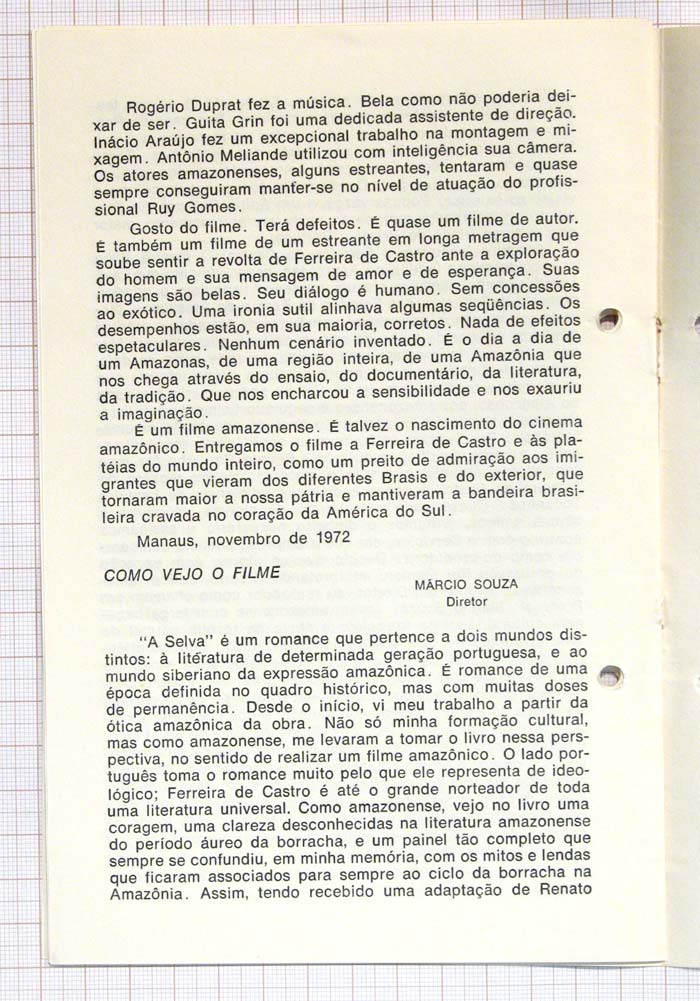 Rogério Duprat fez a música. Bela como não poderia dei-
xar de ser. Guita Grin foi uma dedicada assistente de direção.
Inácio Araújo fez um excepcional trabalho na montagem e mi-
xagem. Antônio Meliande utilizou com inteligência sua câmera.
Os atores amazonenses, alguns estreantes, tentaram e quase
sempre conseguiram manter-se no nível de atuação do profis-
sional Ruy Gomes.
Gosto do filme. Terá defeitos. É quase um filme de autor.
É também um filme de um estreante em longa metragem que
soube sentir a revolta de Ferreira de Castro ante a exploração
do homem e sua mensagem de amor e de esperança. Suas
imagens são belas. Seu diálogo é humano. Sem concessões
ao exótico. Uma ironia sutil alinhava algumas seqüências. Os
desempenhos estão, em sua maioria, corretos. Nada de efeitos
espetaculares. Nenhum cenário inventado. É o dia a dia de
um Amazonas, de uma região inteira, de uma Amazônia que
nos chega através do ensaio, do documentário, da literatura,
da tradição. Que nos encharcou a sensibilidade e nos exauriu
a imaginação.
É um filme amazonense. É talvez o nascimento do cinema
amazônico. Entregamos o filme a Ferreira de Castro e às pla-
téias do mundo inteiro, como um preito de admiração aos imi-
grantes que vieram dos diferentes Brasis e do exterior, que
tornaram maior a nossa pátria e mantiveram a bandeira brasi-
leira cravada no coração da América do Sul.
Manaus, novembro de 1972
COMO VEJO O FILME
MÁRCIO SOUZA
Diretor
"A Selva" é um romance que pertence a dois mundos dis-
tintos: à literatura de determinada geração portuguesa, e ao
mundo siberiano da expressão amazônica. É romance de uma
época definida no quadro histórico, mas com muitas doses
de permanência. Desde o início, vi meu trabalho a partir da
ótica amazônica da obra. Não só minha formação cultural,
mas como amazonense, me levaram a tomar o livro nessa pers-
pectiva, no sentido de realizar um filme amazônico. O lado por-
tuguês toma o romance muito pelo que ele representa de ideo-
lógico; Ferreira de Castro é até o grande norteador de toda
uma literatura universal. Como amazonense, vejo no livro uma
coragem, uma clareza desconhecidas na literatura amazonense
do período áureo da borracha, e um painel tão completo que
sempre se confundiu, em minha memória, com os mitos e lendas
que ficaram associados para sempre ao ciclo da borracha na
Amazônia. Assim, tendo recebido uma adaptação de Renato